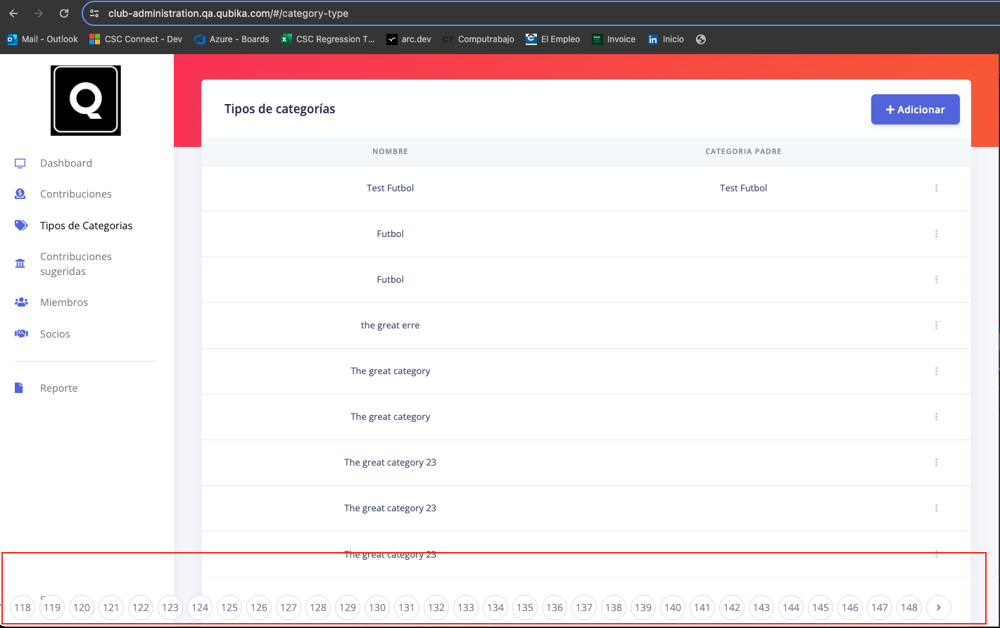 club-administration.qa.qubika.com/#/category-type
Mail - Outlook CSC Connect - Dev Azure - Boards CSC Regression T... arc.dev CT Computrabajo El Empleo Invoice in Inicio
Q
Dashboard
Contribuciones
Tipos de Categorias
Contribuciones
sugeridas
Miembros
Socios
Reporte
Tipos de categorías
+ Adicionar
NOMBRE CATEGORIA PADRE
Test Futbol Test Futbol
Futbol
Futbol
the great erre
The great category
The great category
The great category 23
The great category 23
The great category 23
118 119 120 121 122 123 124 125 126 127 128 129 130 131 132 133 134 135 136 137 138 139 140 141 142 143 144 145 146 147 148 >